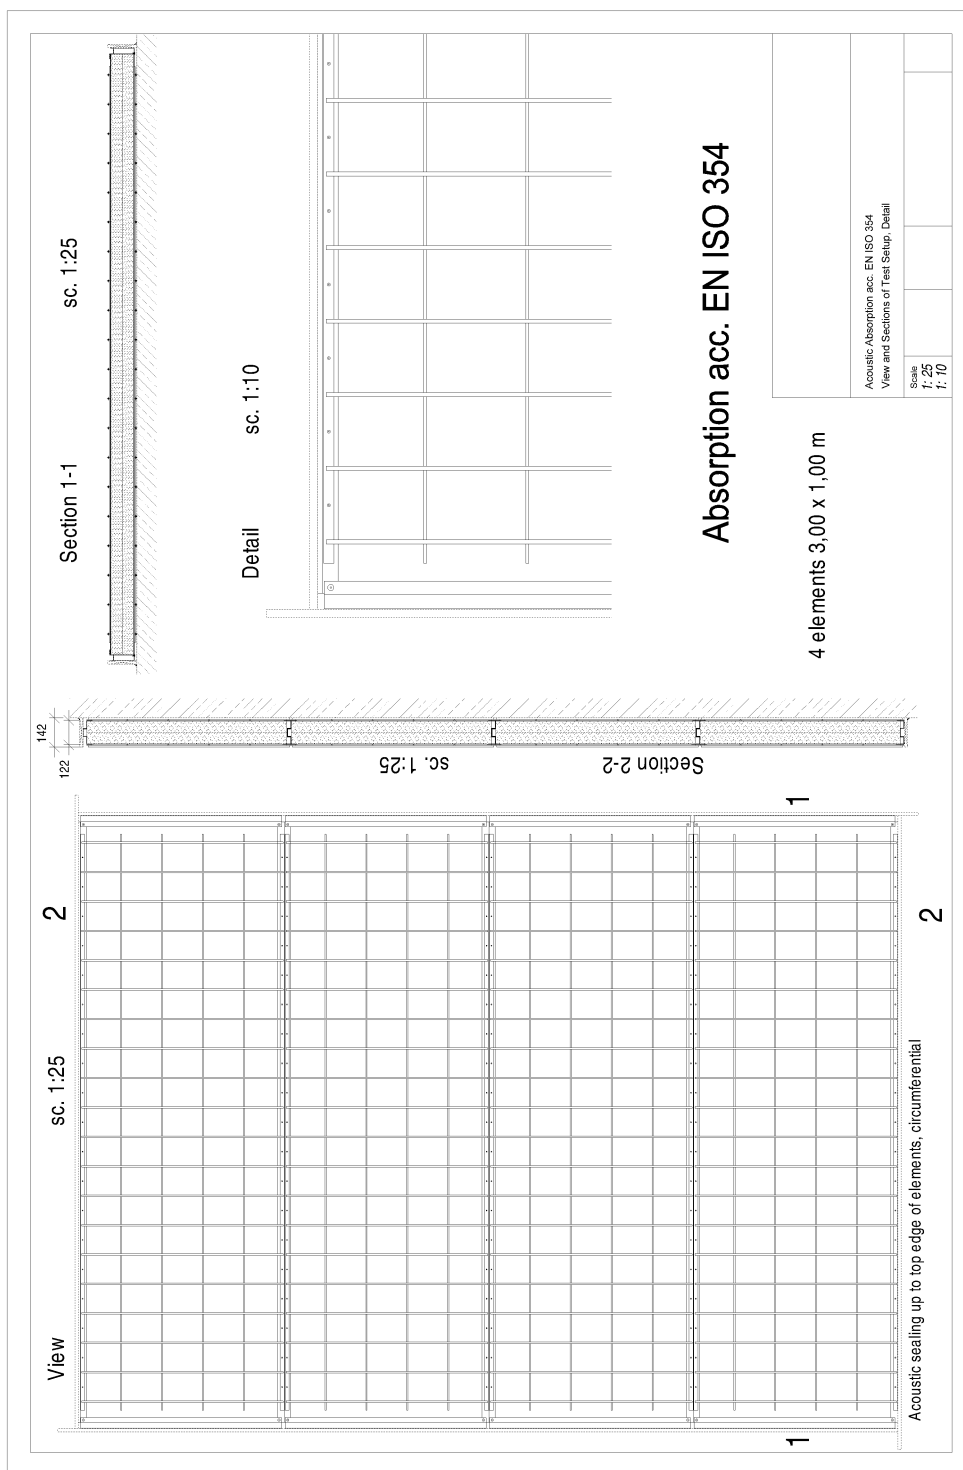 View
sc. 1:25
2
2
1
1
Acoustic sealing up to top edge of elements, circumferential
122
142
Section 2-2
sc. 1:25
Section 1-1
sc. 1:25
Detail
sc. 1:10
Absorption acc. EN ISO 354
4 elements 3,00 x 1,00 m
Acoustic Absorption acc. EN ISO 354
View and Sections of Test Setup, Detail
Scale
1: 25
1: 10